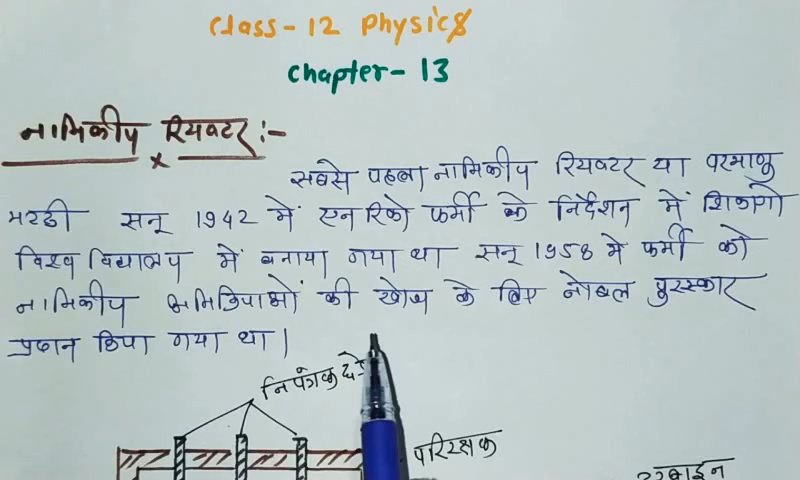 Class-12 Physics
Chapter-13
नाभिकीय रियक्टर :-
सबसे पहला नाभिकीय रियक्टर या परमाणु
भट्टी सन् 1942 में एनरिको फर्मी के निर्देशन में शिकागो
विश्वविद्यालय में बनाया गया था सन् 1958 में फर्मी को
नाभिकीय अभिक्रियाओं की खोज के लिए नोबल पुरस्कार
प्रदान किया गया था।
नियंत्रक
परिरक्षक